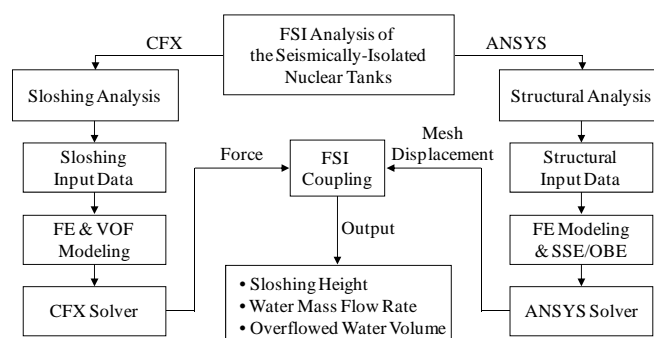 FSI Analysis of
the Seismically-Isolated
Nuclear Tanks
CFX
ANSYS
Sloshing Analysis
Structural Analysis
Sloshing
Input Data
Force
FSI
Coupling
Mesh
Displacement
Structural
Input Data
FE & VOF
Modeling
Output
FE Modeling
& SSE/OBE
CFX Solver
• Sloshing Height
• Water Mass Flow Rate
• Overflowed Water Volume
ANSYS Solver